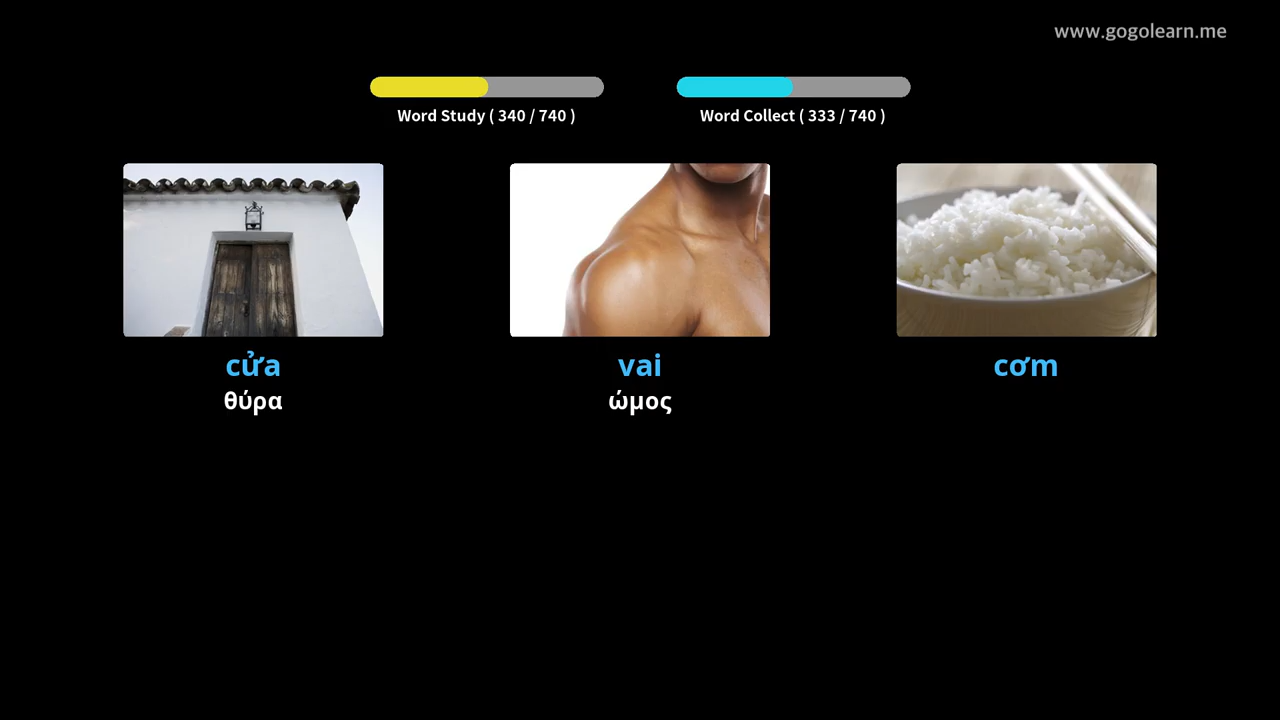 www.gogolearn.me
Word Study ( 340 / 740 )
Word Collect ( 333 / 740 )
cửa
vai
cơm
θύρα
ώμος